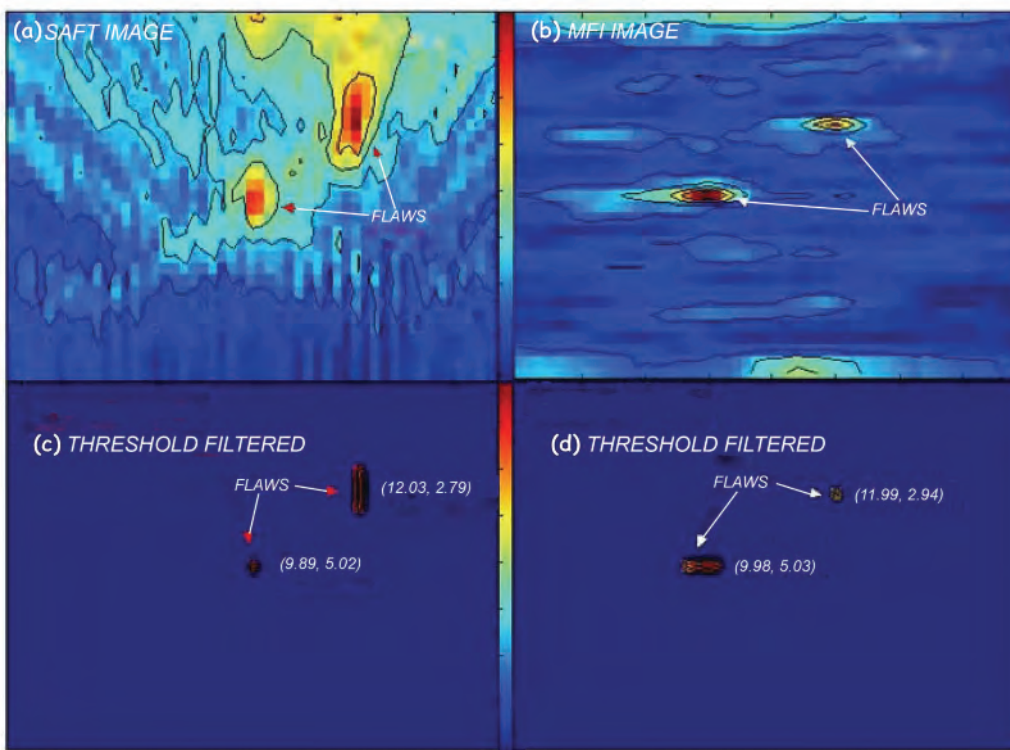 (a) SAFT IMAGE
FLAWS
(b) MFI IMAGE
FLAWS
(c) THRESHOLD FILTERED
FLAWS
(12.03, 2.79)
(9.89, 5.02)
(d) THRESHOLD FILTERED
FLAWS
(11.99, 2.94)
(9.98, 5.03)